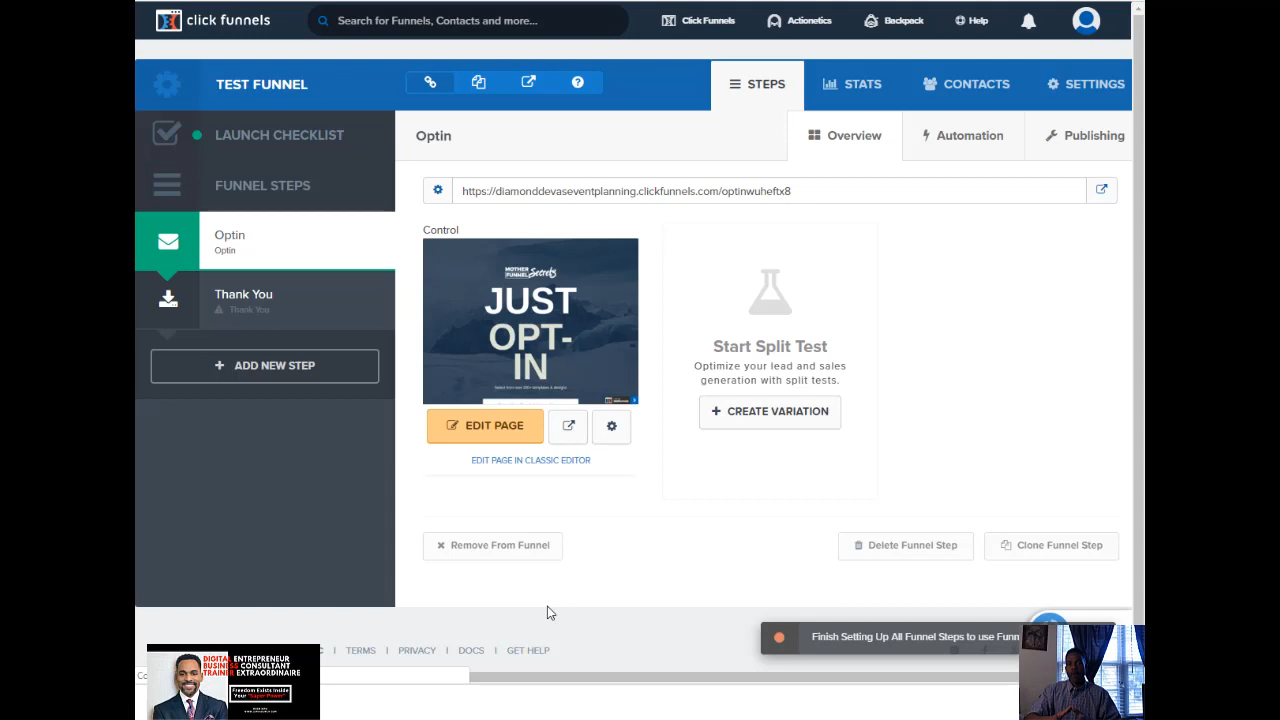 click funnels
Search for Funnels, Contacts and more...
Click Funnels
Actionetics
Backpack
Help
TEST FUNNEL
STEPS
STATS
CONTACTS
SETTINGS
LAUNCH CHECKLIST
FUNNEL STEPS
Optin
Optin
Thank You
Thank You
+ ADD NEW STEP
Optin
Overview
Automation
Publishing
https://diamonddevaseventplanning.clickfunnels.com/optinwuheftx8
Control
MOTHER
FUNNEL Secrets
JUST
OPT-
IN
EDIT PAGE
EDIT PAGE IN CLASSIC EDITOR
Start Split Test
Optimize your lead and sales
generation with split tests.
+ CREATE VARIATION
Remove From Funnel
Delete Funnel Step
Clone Funnel Step
Finish Setting Up All Funnel Steps to use Funn
TERMS
PRIVACY
DOCS
GET HELP
DIGITAL ENTREPRENEUR
BUSINESS CONSULTANT
TRAINER EXTRAORDINAIRE
Freedom Exists Inside
Your "Super Power"